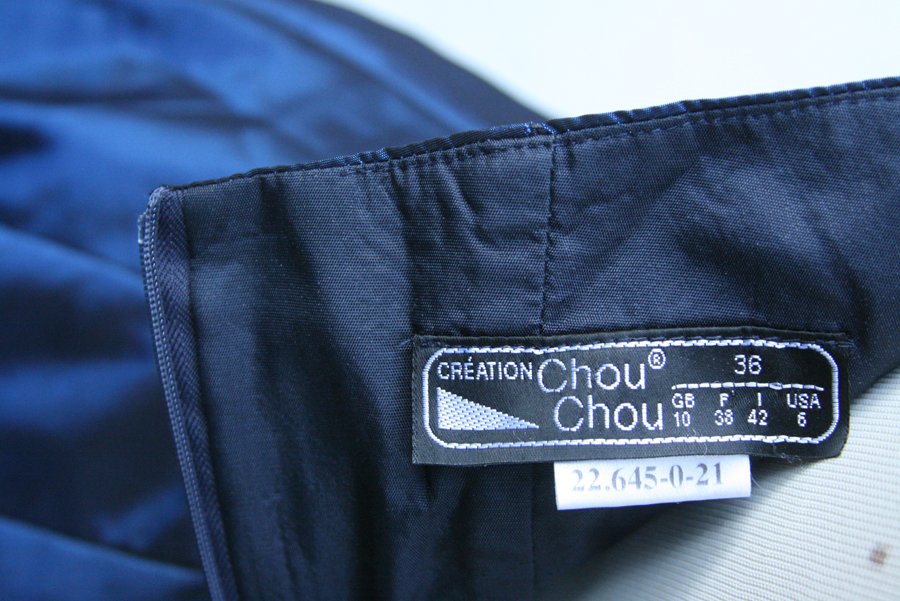 CRÉATION Chou®
Chou
36
GB F I USA
10 38 42 6
22.645-0-21